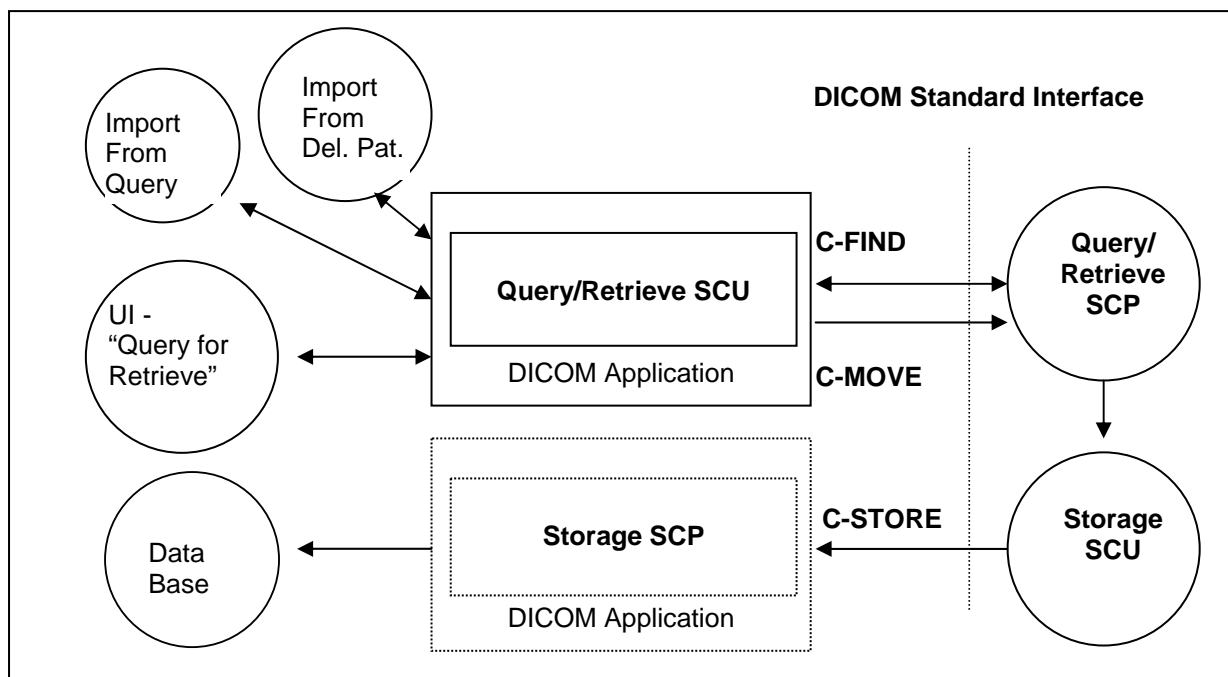 Import
From
Query
Import
From
Del. Pat.
DICOM Standard Interface
UI -
“Query for
Retrieve”
Query/Retrieve SCU
DICOM Application
C-FIND
C-MOVE
Query/
Retrieve
SCP
Data
Base
Storage SCP
DICOM Application
C-STORE
Storage
SCU